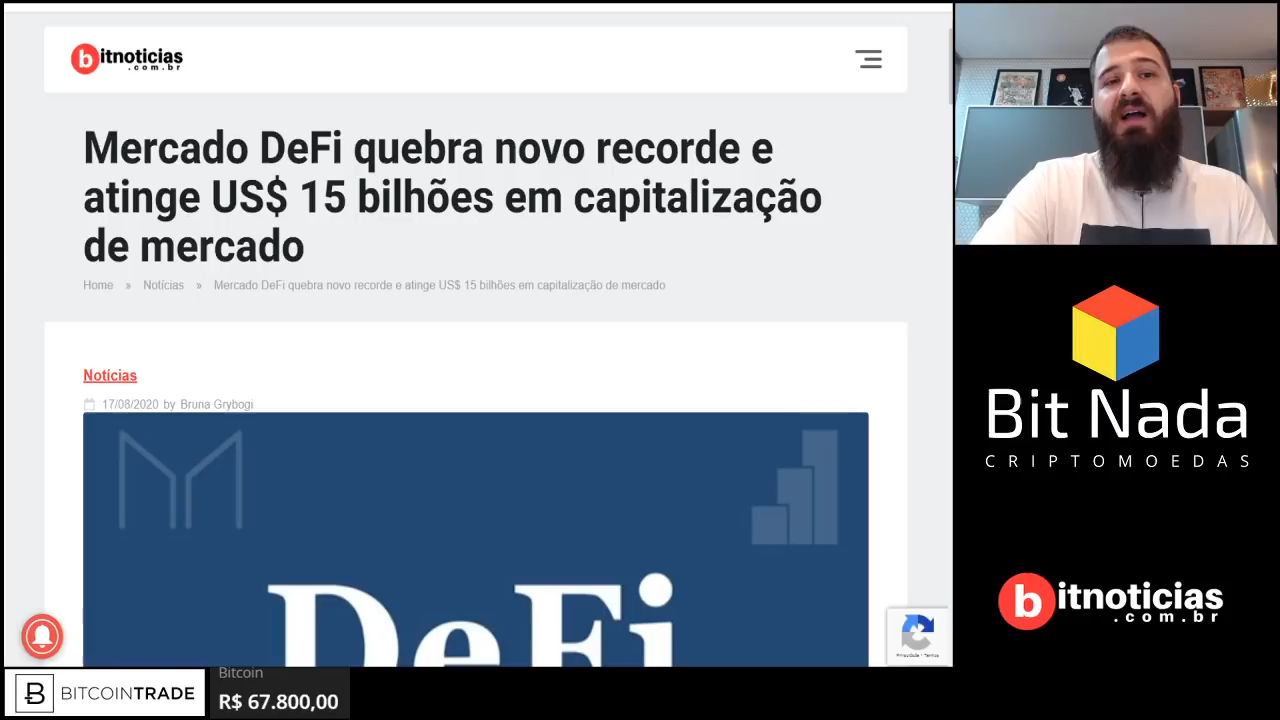 bitnoticias
.com.br
Mercado DeFi quebra novo recorde e
atinge US$ 15 bilhões em capitalização
de mercado
Home » Notícias » Mercado DeFi quebra novo recorde e atinge US$ 15 bilhões em capitalização de mercado
Notícias
17/08/2020 by Bruna Grybogi
DeFi
Privacidade - Termos
Bit Nada
CRIPTOMOEDAS
bitnoticias
.com.br
B BITCOINTRADE
Bitcoin
R$ 67.800,00